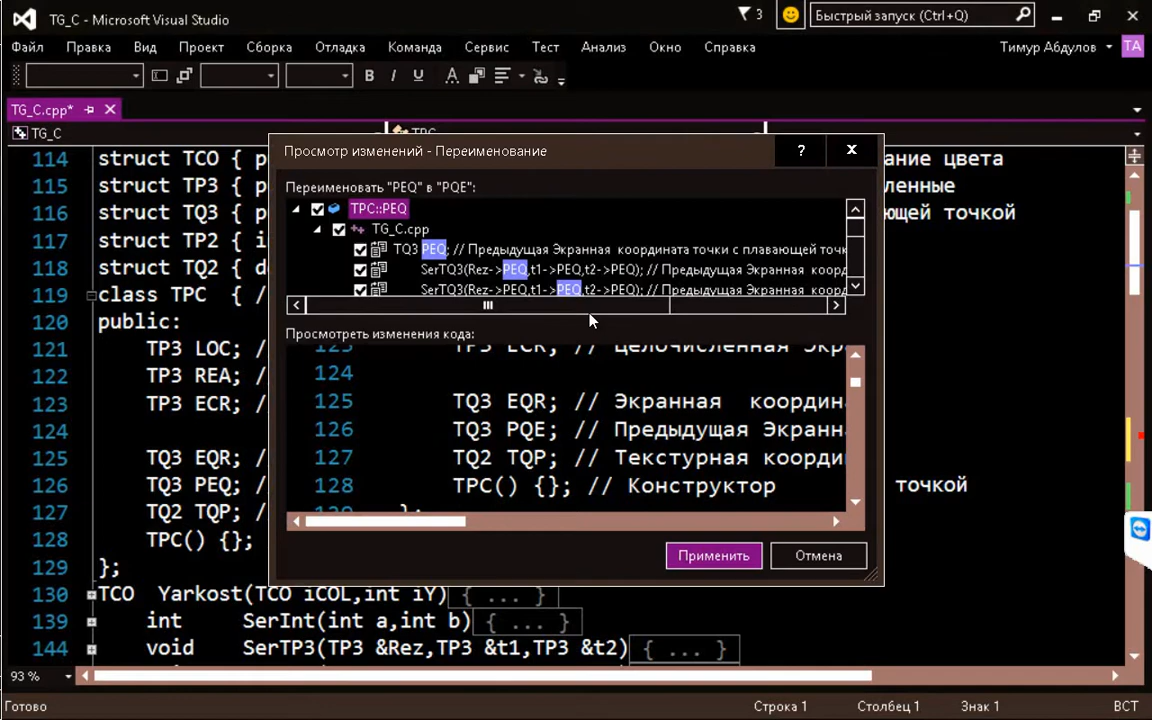 TG_C - Microsoft Visual Studio
3
Быстрый запуск (Ctrl+Q)
Файл Правка Вид Проект Сборка Отладка Команда Сервис Тест Анализ Окно Справка Тимур Абдулов TA
B I U A
TG_C.cpp*
TG_C TPC
114 struct TCO { p ание цвета
115 struct TP3 { p ленные
116 struct TQ3 { p ющей точкой
117 struct TP2 { i
118 struct TQ2 { d
119 class TPC { /
120 public:
121 TP3 LOC; /
122 TP3 REA; /
123 TP3 ECR; /
124
125 TQ3 EQR; /
126 TQ3 PEQ; / точкой
127 TQ2 TQP; /
128 TPC() {};
129 };
130 TCO Yarkost(TCO iCOL,int iY) { ... }
139 int SerInt(int a,int b) { ... }
144 void SerTP3(TP3 &Rez,TP3 &t1,TP3 &t2) { ... }
Просмотр изменений - Переименование
? X
Переименовать "PEQ" в "PQE":
TPC::PEQ
TG_C.cpp
TQ3 PEQ; // Предыдущая Экранная координата точки с плавающей точк
SerTQ3(Rez->PEQ,t1->PEQ,t2->PEQ); // Предыдущая Экранная коорд
SerTQ3(Rez->PEQ,t1->PEQ,t2->PEQ); // Предыдущая Экранная коорд
Просмотреть изменения кода:
123 TP3 ECR; // Целочисленная Экр
124
125 TQ3 EQR; // Экранная координ
126 TQ3 PQE; // Предыдущая Экранн
127 TQ2 TQP; // Текстурная коорди
128 TPC() {}; // Конструктор
129 };
Применить Отмена
93 %
Готово Строка 1 Столбец 1 Знак 1 ВСТ